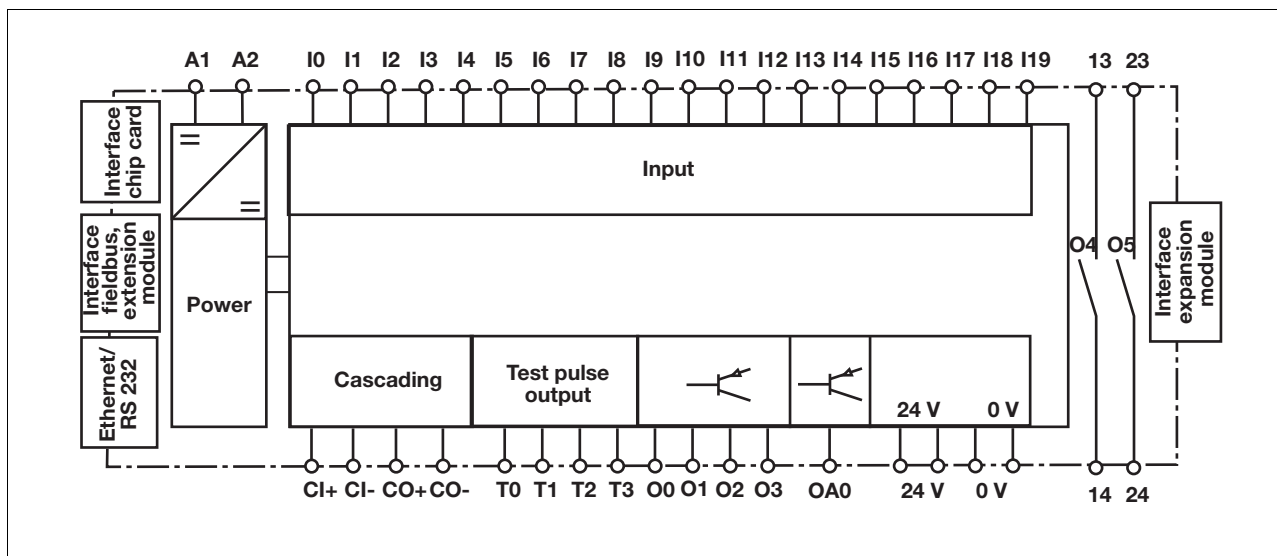 A1 A2 I0 I1 I2 I3 I4 I5 I6 I7 I8 I9 I10 I11 I12 I13 I14 I15 I16 I17 I18 I19 13 23
Interface
chip card
Interface
fieldbus,
extension
module
Ethernet/
RS 232
Power
Input
O4 O5
Interface
expansion
module
Cascading
Test pulse
output
24 V 0 V
CI+ CI- CO+ CO- T0 T1 T2 T3 O0 O1 O2 O3 OA0 24 V 0 V 14 24